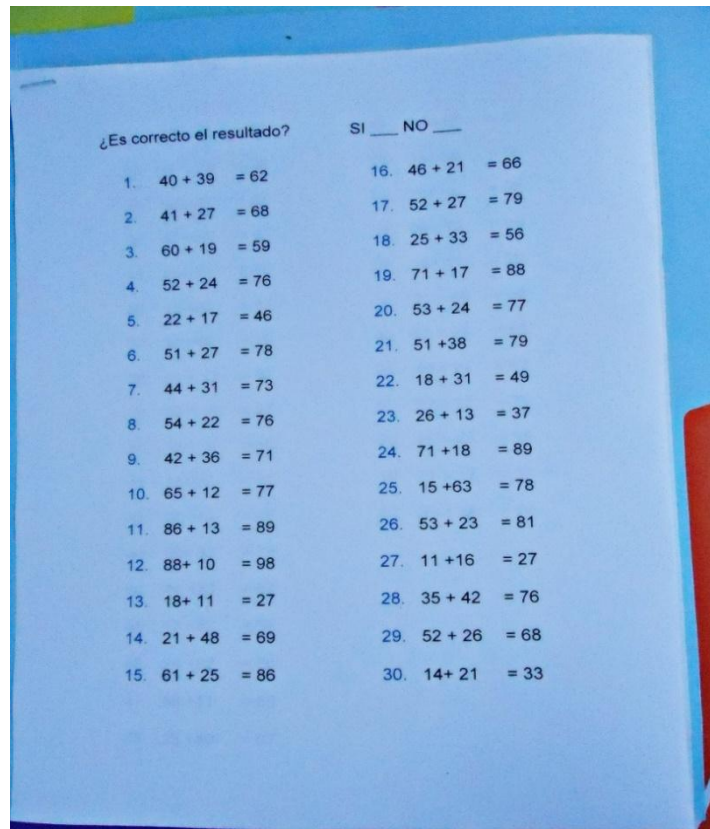 ¿Es correcto el resultado? SI ___ NO ___
1. 40 + 39 = 62
2. 41 + 27 = 68
3. 60 + 19 = 59
4. 52 + 24 = 76
5. 22 + 17 = 46
6. 51 + 27 = 78
7. 44 + 31 = 73
8. 54 + 22 = 76
9. 42 + 36 = 71
10. 65 + 12 = 77
11. 86 + 13 = 89
12. 88+ 10 = 98
13. 18+ 11 = 27
14. 21 + 48 = 69
15. 61 + 25 = 86
16. 46 + 21 = 66
17. 52 + 27 = 79
18. 25 + 33 = 56
19. 71 + 17 = 88
20. 53 + 24 = 77
21. 51 +38 = 79
22. 18 + 31 = 49
23. 26 + 13 = 37
24. 71 +18 = 89
25. 15 +63 = 78
26. 53 + 23 = 81
27. 11 +16 = 27
28. 35 + 42 = 76
29. 52 + 26 = 68
30. 14+ 21 = 33